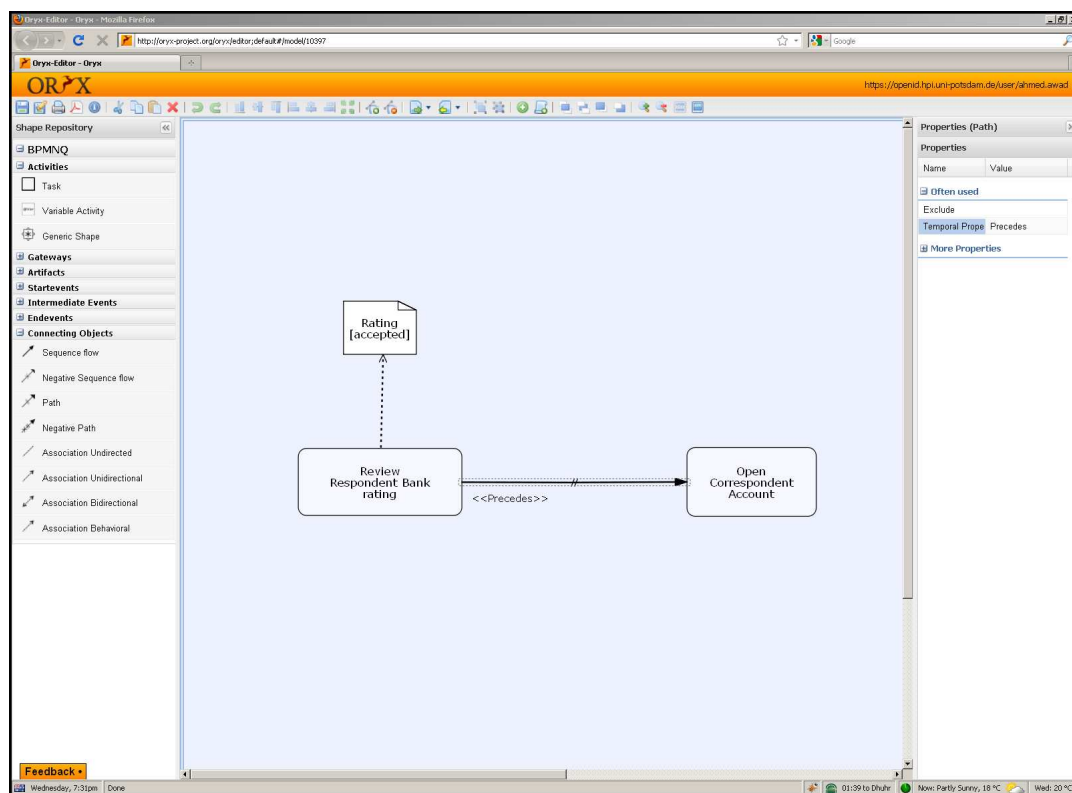 Oryx-Editor - Oryx - Mozilla Firefox
http://oryx-project.org/oryx/editor;default#/model/10397
Google
Oryx-Editor - Oryx
ORYX
https://openid.hpi.uni-potsdam.de/user/ahmed.awad
Shape Repository
BPMNQ
Activities
Task
Variable Activity
Generic Shape
Gateways
Artifacts
Startevents
Intermediate Events
Endevents
Connecting Objects
Sequence flow
Negative Sequence flow
Path
Negative Path
Association Undirected
Association Unidirectional
Association Bidirectional
Association Behavioral
Rating
[accepted]
Review
Respondent Bank
rating
<<Precedes>>
Open
Correspondent
Account
Properties (Path)
Properties
Name Value
Often used
Exclude
Temporal Prope Precedes
More Properties
Feedback
Wednesday, 7:31pm Done 01:39 to Dhuhr Now: Partly Sunny, 18 °C Wed: 20 °C